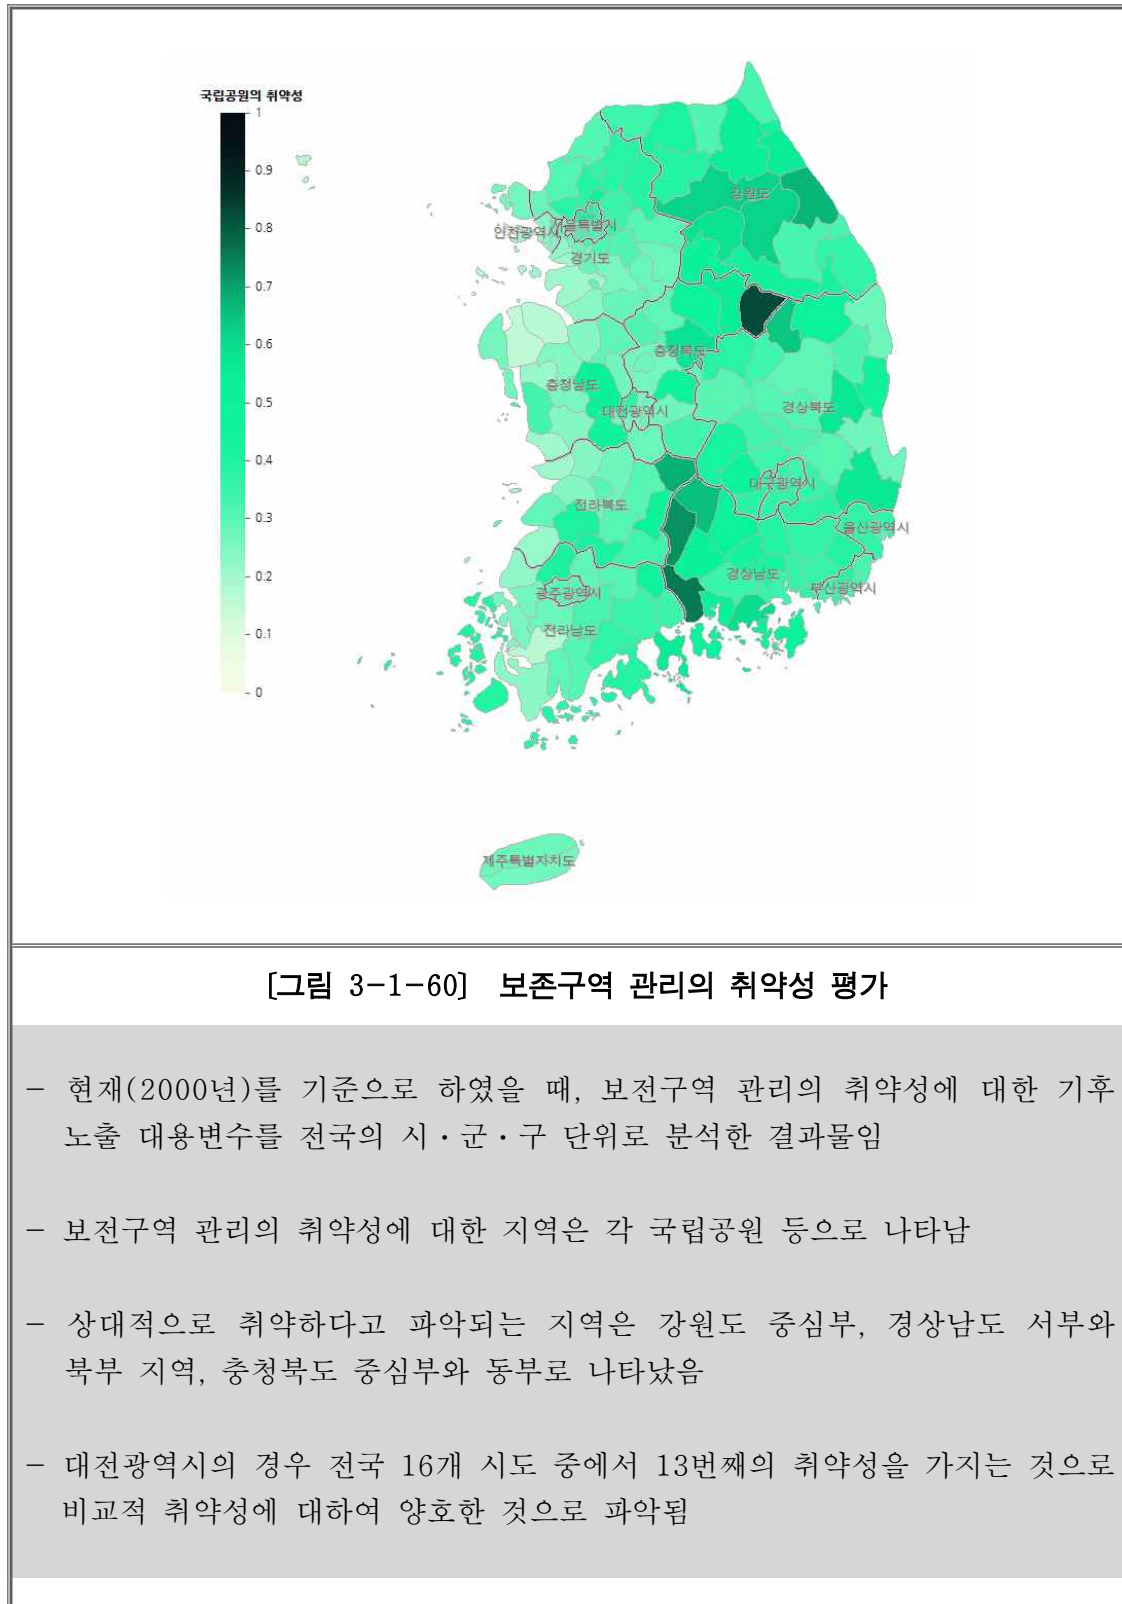 국립공원의 취약성
1
0.9
0.8
0.7
0.6
0.5
0.4
0.3
0.2
0.1
0
강원도
서울특별시
인천광역시
경기도
충청북도
충청남도
대전광역시
경상북도
대구광역시
전라북도
울산광역시
경상남도
부산광역시
광주광역시
전라남도
제주특별자치도
[그림 3-1-60] 보존구역 관리의 취약성 평가
- 현재(2000년)를 기준으로 하였을 때, 보전구역 관리의 취약성에 대한 기후
노출 대용변수를 전국의 시·군·구 단위로 분석한 결과물임
- 보전구역 관리의 취약성에 대한 지역은 각 국립공원 등으로 나타남
- 상대적으로 취약하다고 파악되는 지역은 강원도 중심부, 경상남도 서부와
북부 지역, 충청북도 중심부와 동부로 나타났음
- 대전광역시의 경우 전국 16개 시도 중에서 13번째의 취약성을 가지는 것으로
비교적 취약성에 대하여 양호한 것으로 파악됨